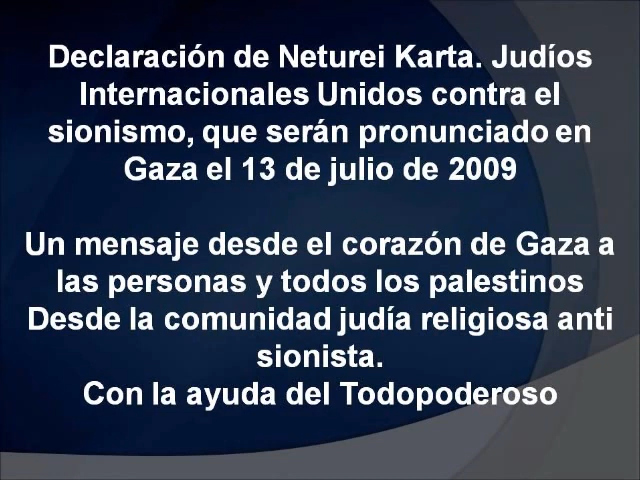 Declaración de Neturei Karta. Judíos
Internacionales Unidos contra el
sionismo, que serán pronunciado en
Gaza el 13 de julio de 2009
Un mensaje desde el corazón de Gaza a
las personas y todos los palestinos
Desde la comunidad judía religiosa anti
sionista.
Con la ayuda del Todopoderoso